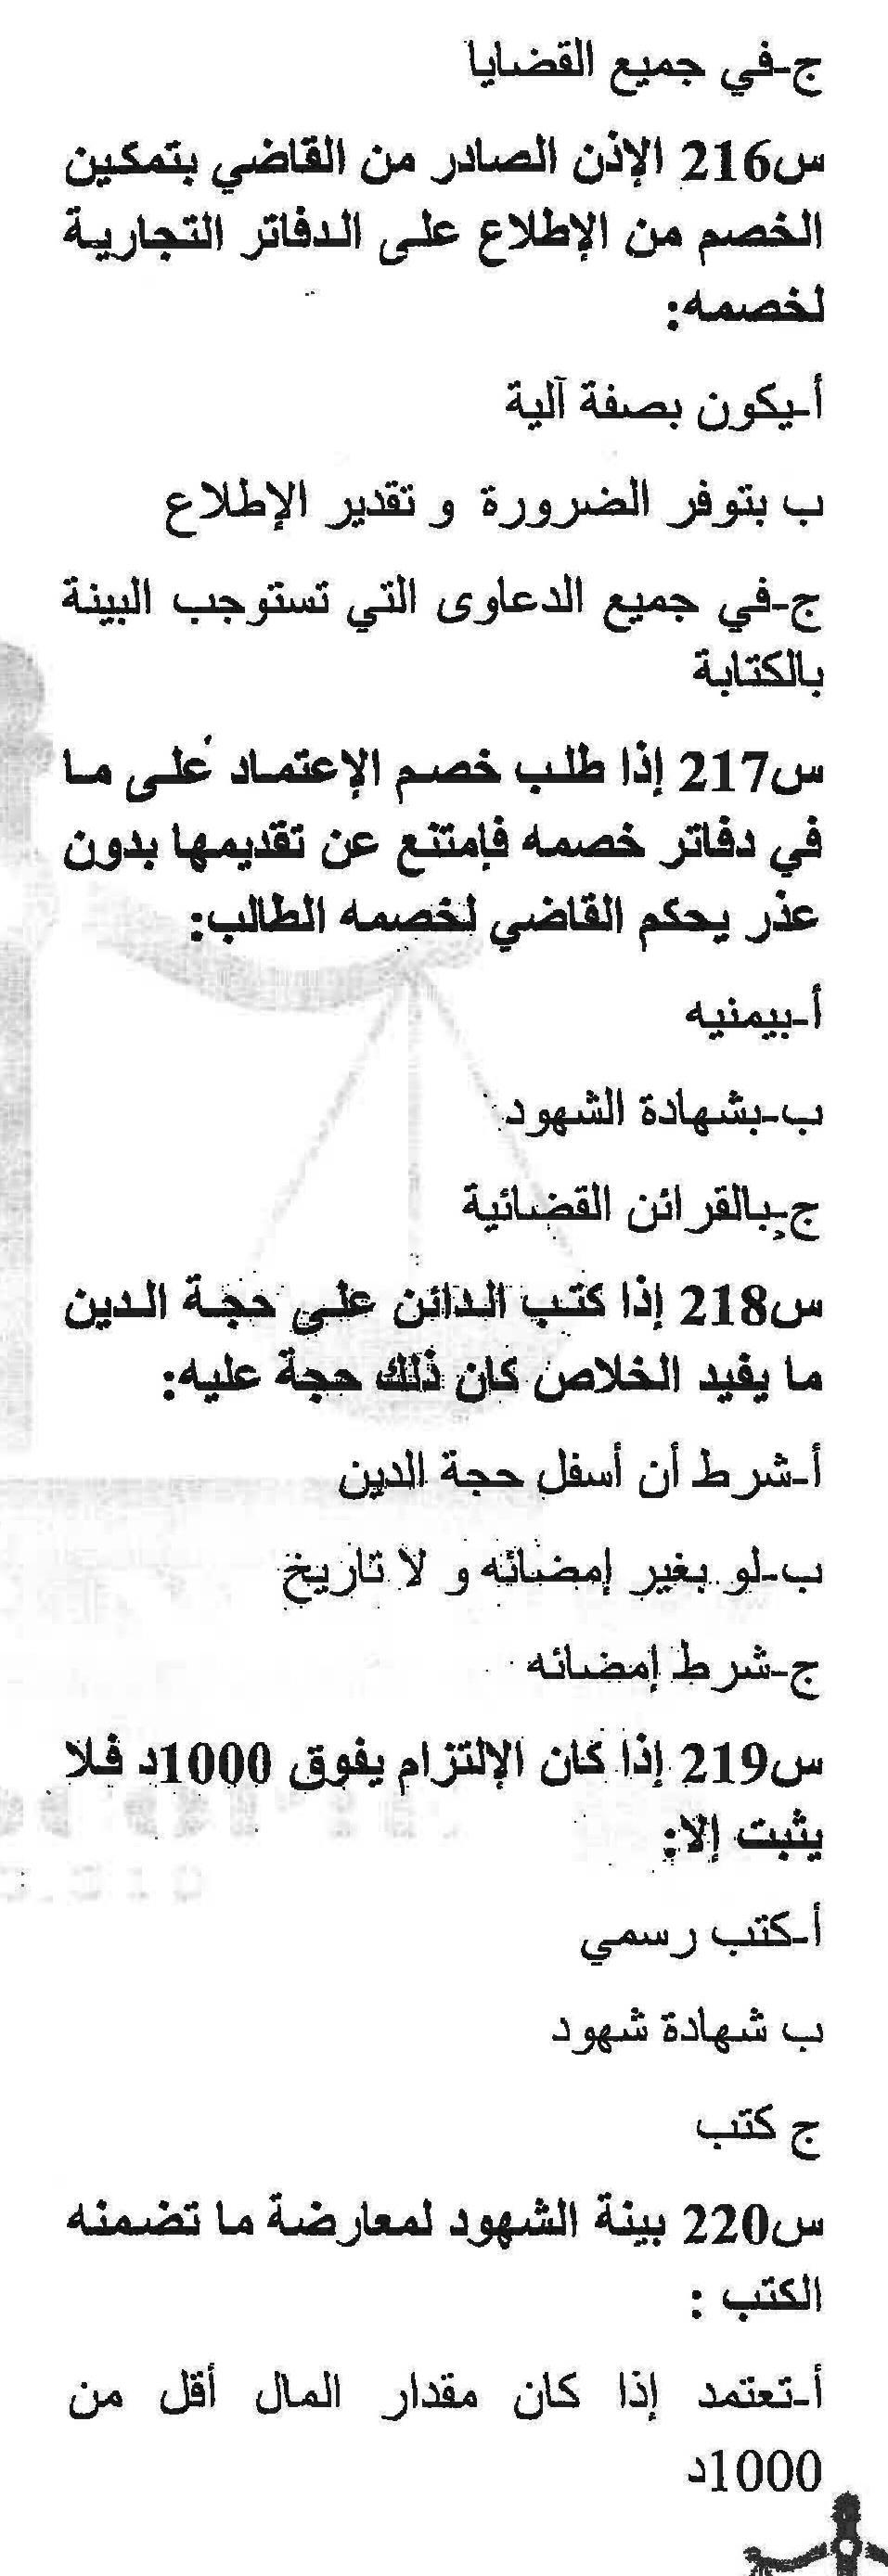 ج-في جميع القضايا
س216 الإذن الصادر من القاضي بتمكين
الخصم من الإطلاع على الدفاتر التجارية
لخصمه:
أ-يكون بصفة آلية
ب بتوفر الضرورة و تقدير الإطلاع
ج-في جميع الدعاوى التي تستوجب البينة
بالكتابة
س217 إذا طلب خصم الإعتماد على ما
في دفاتر خصمه فإمتنع عن تقديمها بدون
عذر يحكم القاضي لخصمه الطالب:
أ-بيمنيه
ب-بشهادة الشهود
ج-بالقرائن القضائية
س218 إذا كتب الدائن على حجة الدين
ما يفيد الخلاص كان ذلك حجة عليه:
أ-شرط أن أسفل حجة الدين
ب-لو بغير إمضائه و لا تاريخ
ج-شرط إمضائه
س219 إذا كان الإلتزام يفوق 1000د فلا
يثبت إلا:
أ-كتب رسمي
ب شهادة شهود
ج كتب
س220 بينة الشهود لمعارضة ما تضمنه
الكتب :
أ-تعتمد إذا كان مقدار المال أقل من
1000د